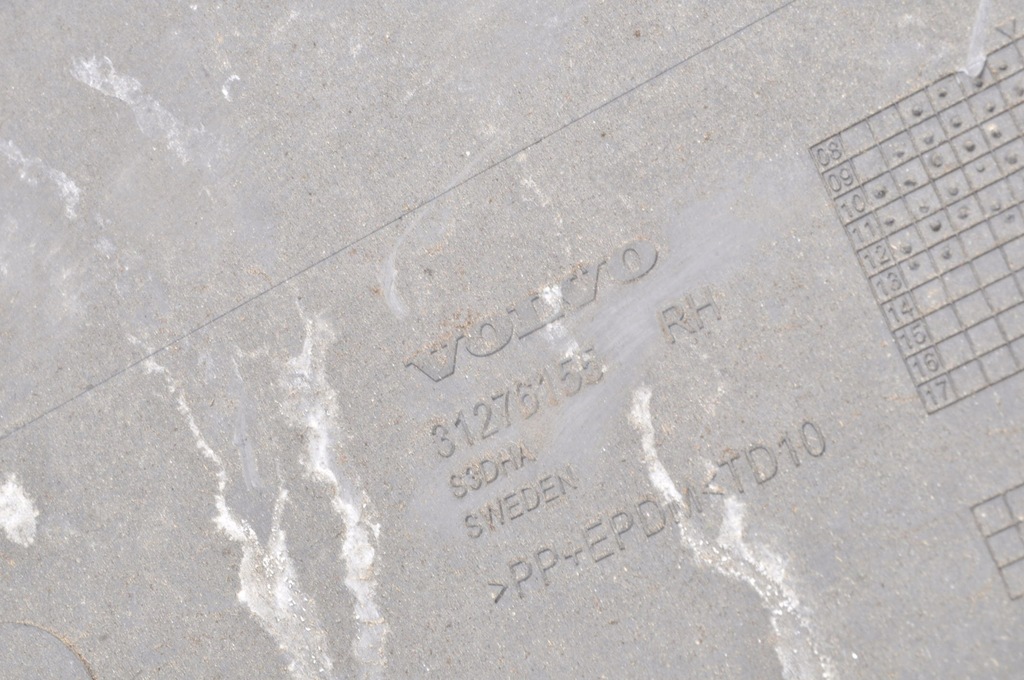 VOLVO
31276155 RH
S3DHA
SWEDEN
>PP+EPDM<TD10
Y
08
09
10
11
12
13
14
15
16
17